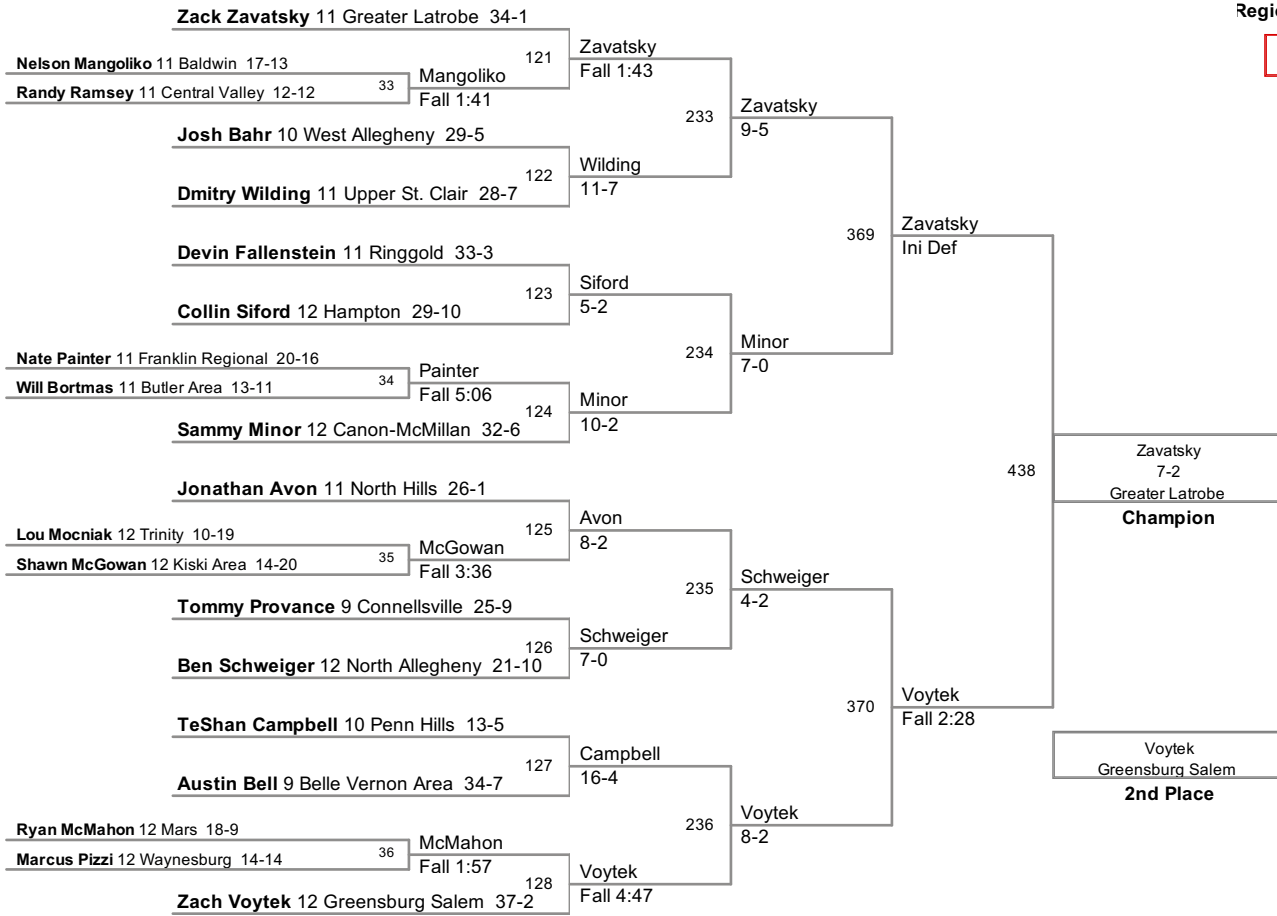 Regi
Zack Zavatsky 11 Greater Latrobe 34-1
121
Zavatsky
Fall 1:43
Nelson Mangoliko 11 Baldwin 17-13
33
Mangoliko
Fall 1:41
Randy Ramsey 11 Central Valley 12-12
233
Zavatsky
9-5
Josh Bahr 10 West Allegheny 29-5
122
Wilding
11-7
Dmitry Wilding 11 Upper St. Clair 28-7
369
Zavatsky
Ini Def
Devin Fallenstein 11 Ringgold 33-3
123
Siford
5-2
Collin Siford 12 Hampton 29-10
234
Minor
7-0
Nate Painter 11 Franklin Regional 20-16
34
Painter
Fall 5:06
Will Bortmas 11 Butler Area 13-11
124
Minor
10-2
Sammy Minor 12 Canon-McMillan 32-6
438
Zavatsky
7-2
Greater Latrobe
Champion
Jonathan Avon 11 North Hills 26-1
125
Avon
8-2
Lou Mocniak 12 Trinity 10-19
35
McGowan
Fall 3:36
Shawn McGowan 12 Kiski Area 14-20
235
Schweiger
4-2
Tommy Provance 9 Connellsville 25-9
126
Schweiger
7-0
Ben Schweiger 12 North Allegheny 21-10
370
Voytek
Fall 2:28
TeShan Campbell 10 Penn Hills 13-5
127
Campbell
16-4
Austin Bell 9 Belle Vernon Area 34-7
Voytek
Greensburg Salem
2nd Place
236
Voytek
8-2
Ryan McMahon 12 Mars 18-9
36
McMahon
Fall 1:57
Marcus Pizzi 12 Waynesburg 14-14
128
Voytek
Fall 4:47
Zach Voytek 12 Greensburg Salem 37-2